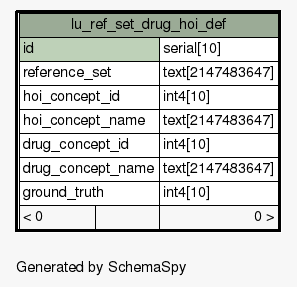 lu_ref_set_drug_hoi_def
id serial[10]
reference_set text[2147483647]
hoi_concept_id int4[10]
hoi_concept_name text[2147483647]
drug_concept_id int4[10]
drug_concept_name text[2147483647]
ground_truth int4[10]
< 0 0 >
Generated by SchemaSpy